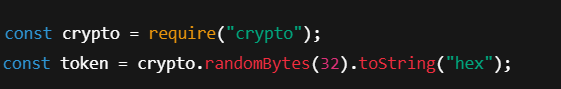 const crypto = require("crypto");
const token = crypto.randomBytes(32).toString("hex");